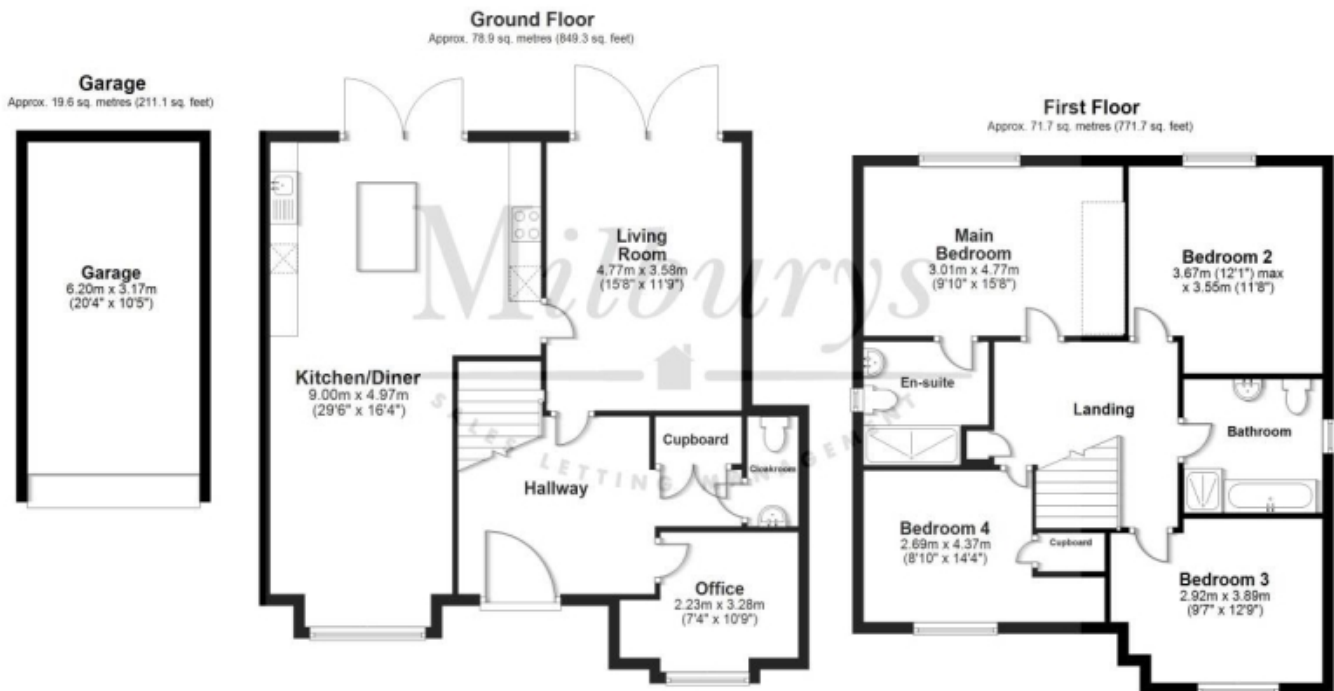 Ground Floor
Approx. 78.9 sq. metres (849.3 sq. feet)
Garage
Approx. 19.6 sq. metres (211.1 sq. feet)
First Floor
Approx. 71.7 sq. metres (771.7 sq. feet)
Garage
6.20m x 3.17m
(20'4" x 10'5")
Kitchen/Diner
9.00m x 4.97m
(29'6" x 16'4")
Living
Room
4.77m x 3.58m
(15'8" x 11'9")
Cupboard
Cloakroom
Hallway
Office
2.23m x 3.28m
(7'4" x 10'9")
Main
Bedroom
3.01m x 4.77m
(9'10" x 15'8")
Bedroom 2
3.67m (12'1") max
x 3.55m (11'8")
En-suite
Landing
Bathroom
Bedroom 4
2.69m x 4.37m
(8'10" x 14'4")
Cupboard
Bedroom 3
2.92m x 3.89m
(9'7" x 12'9")
Milburys
SALES LETTING MANAGEMENT